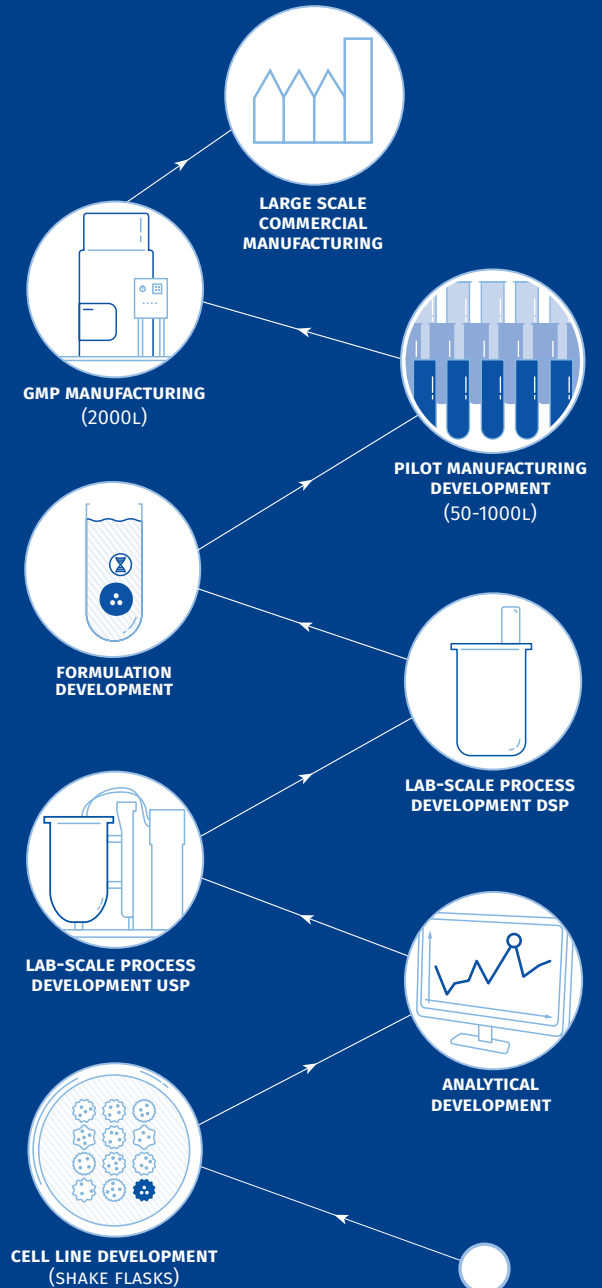 LARGE SCALE
COMMERCIAL
MANUFACTURING
GMP MANUFACTURING
(2000L)
PILOT MANUFACTURING
DEVELOPMENT
(50-1000L)
FORMULATION
DEVELOPMENT
LAB-SCALE PROCESS
DEVELOPMENT DSP
LAB-SCALE PROCESS
DEVELOPMENT USP
ANALYTICAL
DEVELOPMENT
CELL LINE DEVELOPMENT
(SHAKE FLASKS)